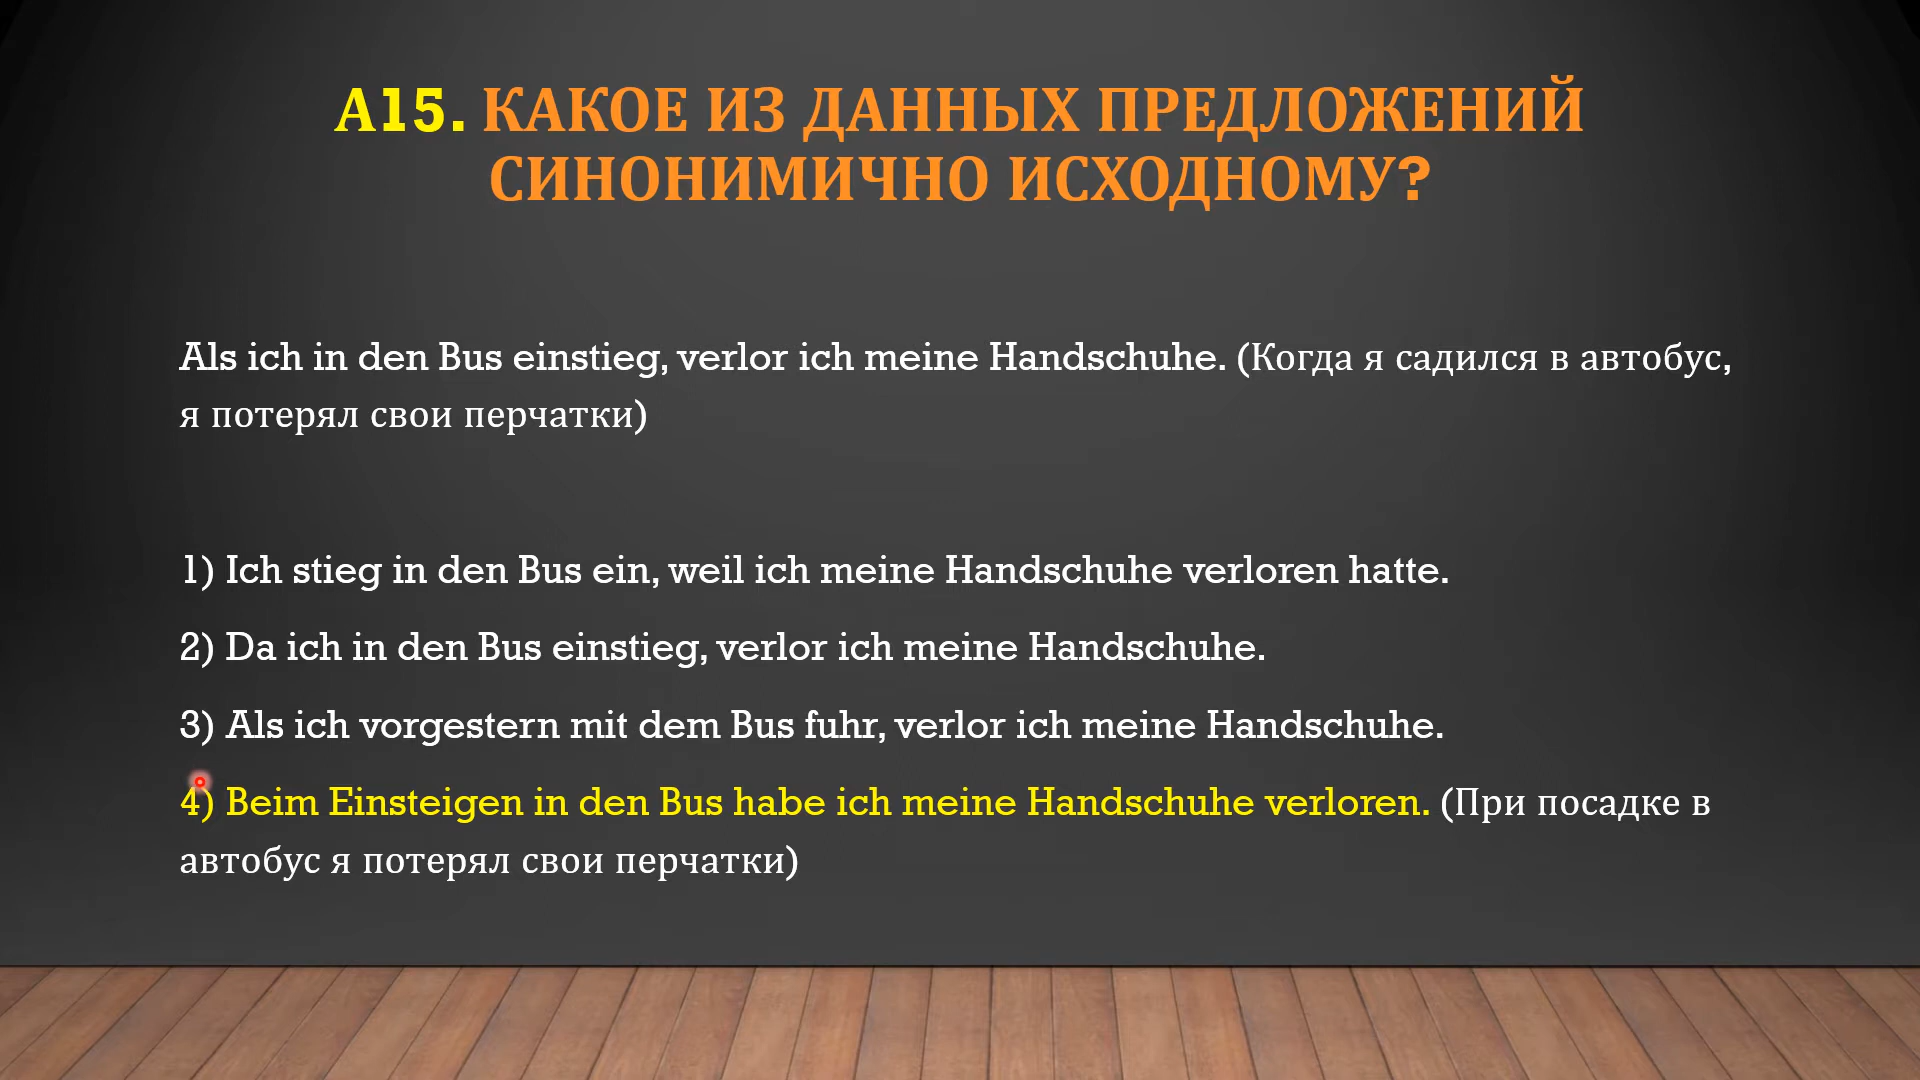 А15. КАКОЕ ИЗ ДАННЫХ ПРЕДЛОЖЕНИЙ
СИНОНИМИЧНО ИСХОДНОМУ?
Als ich in den Bus einstieg, verlor ich meine Handschuhe. (Когда я садился в автобус,
я потерял свои перчатки)
1) Ich stieg in den Bus ein, weil ich meine Handschuhe verloren hatte.
2) Da ich in den Bus einstieg, verlor ich meine Handschuhe.
3) Als ich vorgestern mit dem Bus fuhr, verlor ich meine Handschuhe.
4) Beim Einsteigen in den Bus habe ich meine Handschuhe verloren. (При посадке в
автобус я потерял свои перчатки)